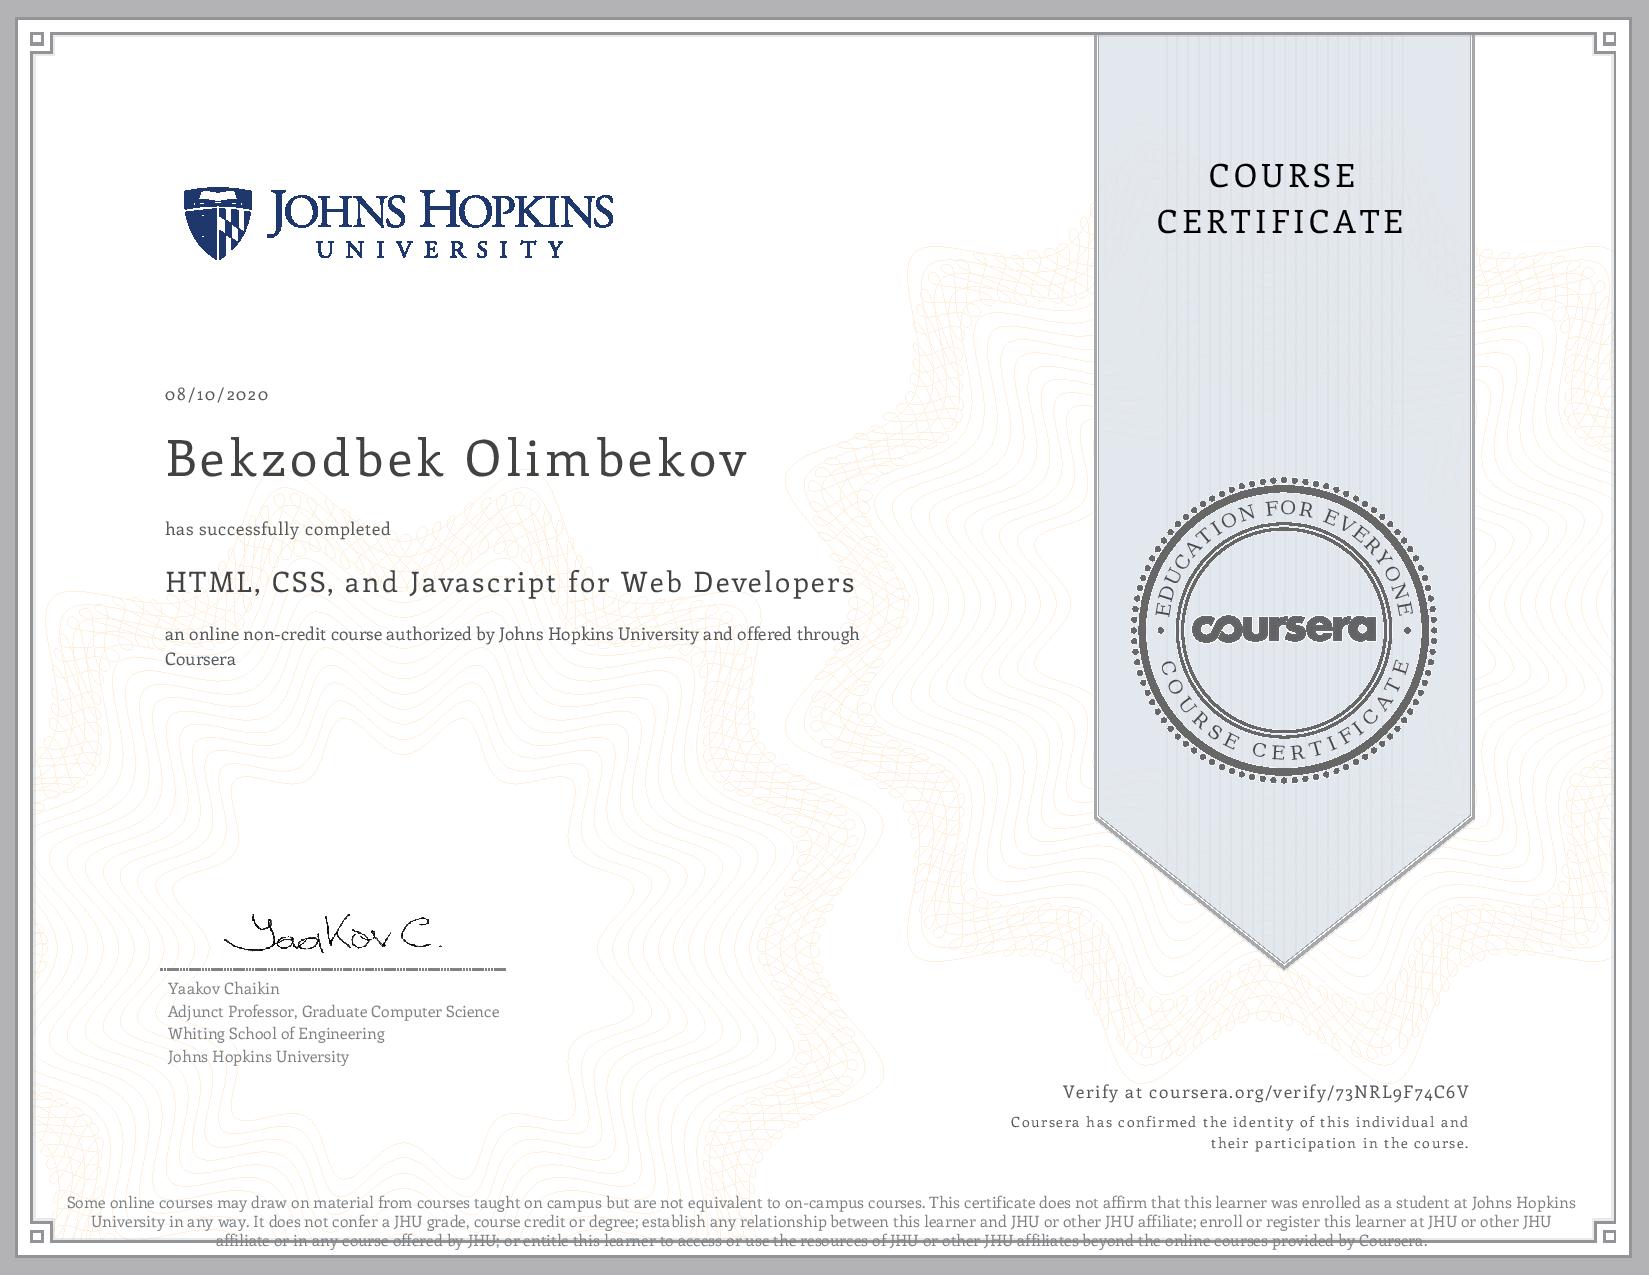 JOHNS HOPKINS
UNIVERSITY
COURSE
CERTIFICATE
08/10/2020
Bekzodbek Olimbekov
has successfully completed
HTML, CSS, and Javascript for Web Developers
an online non-credit course authorized by Johns Hopkins University and offered through
Coursera
EDUCATION FOR EVERYONE
coursera
COURSE CERTIFICATE
Yaakov C.
Yaakov Chaikin
Adjunct Professor, Graduate Computer Science
Whiting School of Engineering
Johns Hopkins University
Verify at coursera.org/verify/73NRL9F74C6V
Coursera has confirmed the identity of this individual and
their participation in the course.
Some online courses may draw on material from courses taught on campus but are not equivalent to on-campus courses. This certificate does not affirm that this learner was enrolled as a student at Johns Hopkins
University in any way. It does not confer a JHU grade, course credit or degree; establish any relationship between this learner and JHU or other JHU affiliate; enroll or register this learner at JHU or other JHU
affiliate or in any course offered by JHU; or entitle this learner to access or use the resources of JHU or other JHU affiliates beyond the online courses provided by Coursera.